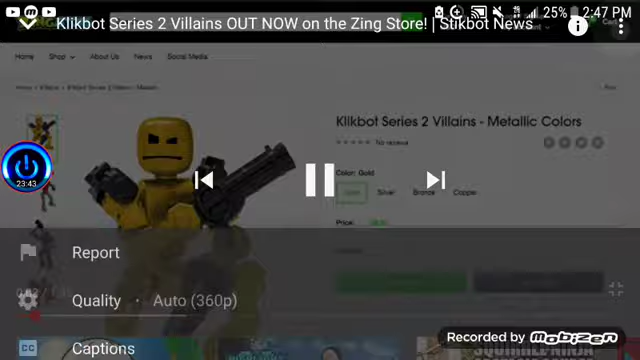 25% 2:47 PM
Klikbot Series 2 Villains OUT NOW on the Zing Store! | Stikbot News
Home Shop About Us News Social Media
Klikbot Series 2 Villains - Metallic Colors
No reviews
Color: Gold
Silver Bronze Copper
Price:
23:43
Report
Quality · Auto (360p)
Captions
Recorded by mobizen